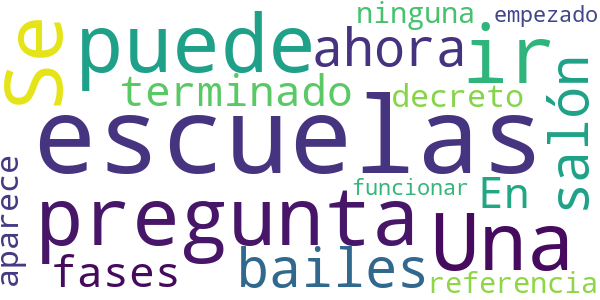 ninguna
empezado
Se
puede
ahora
ir
terminado
decreto
salón
escuelas
aparece
funcionar
pregunta
En
Una
fases
bailes
referencia